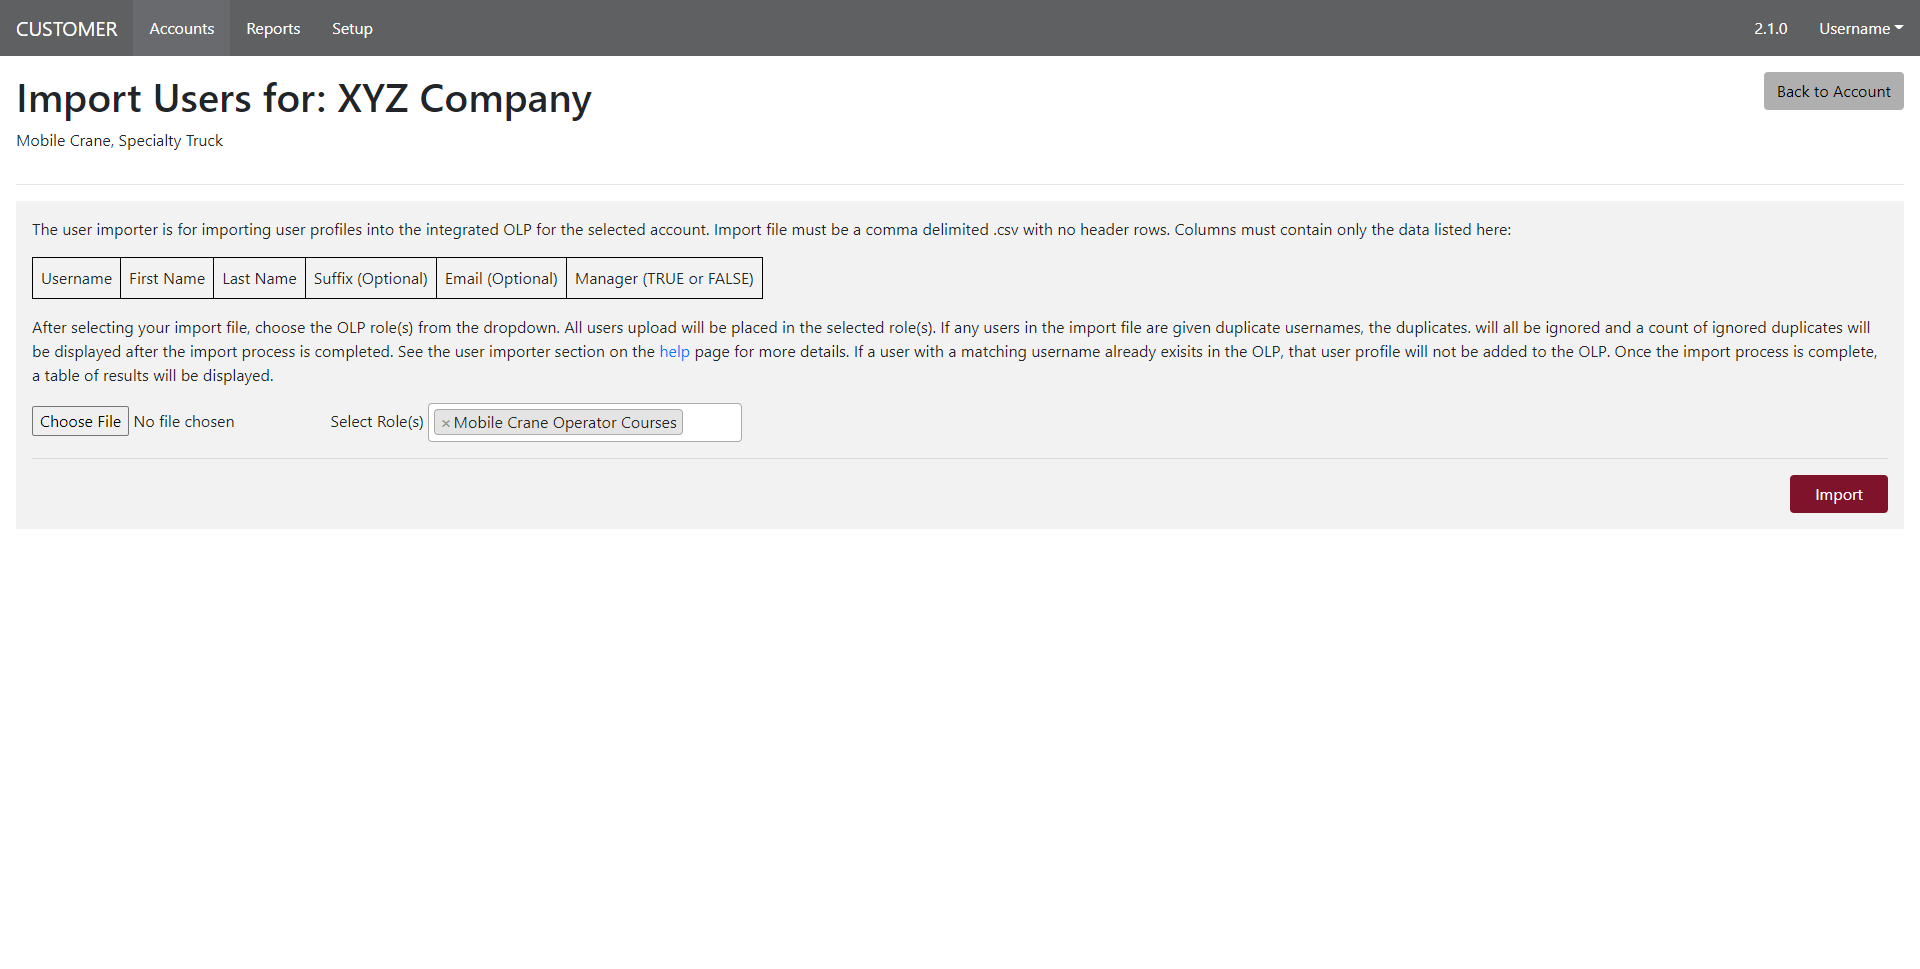 CUSTOMER Accounts Reports Setup 2.1.0 Username
Import Users for: XYZ Company
Back to Account
Mobile Crane, Specialty Truck
The user importer is for importing user profiles into the integrated OLP for the selected account. Import file must be a comma delimited .csv with no header rows. Columns must contain only the data listed here:
Username First Name Last Name Suffix (Optional) Email (Optional) Manager (TRUE or FALSE)
After selecting your import file, choose the OLP role(s) from the dropdown. All users upload will be placed in the selected role(s). If any users in the import file are given duplicate usernames, the duplicates. will all be ignored and a count of ignored duplicates will
be displayed after the import process is completed. See the user importer section on the help page for more details. If a user with a matching username already exisits in the OLP, that user profile will not be added to the OLP. Once the import process is complete,
a table of results will be displayed.
Choose File No file chosen Select Role(s) × Mobile Crane Operator Courses
Import